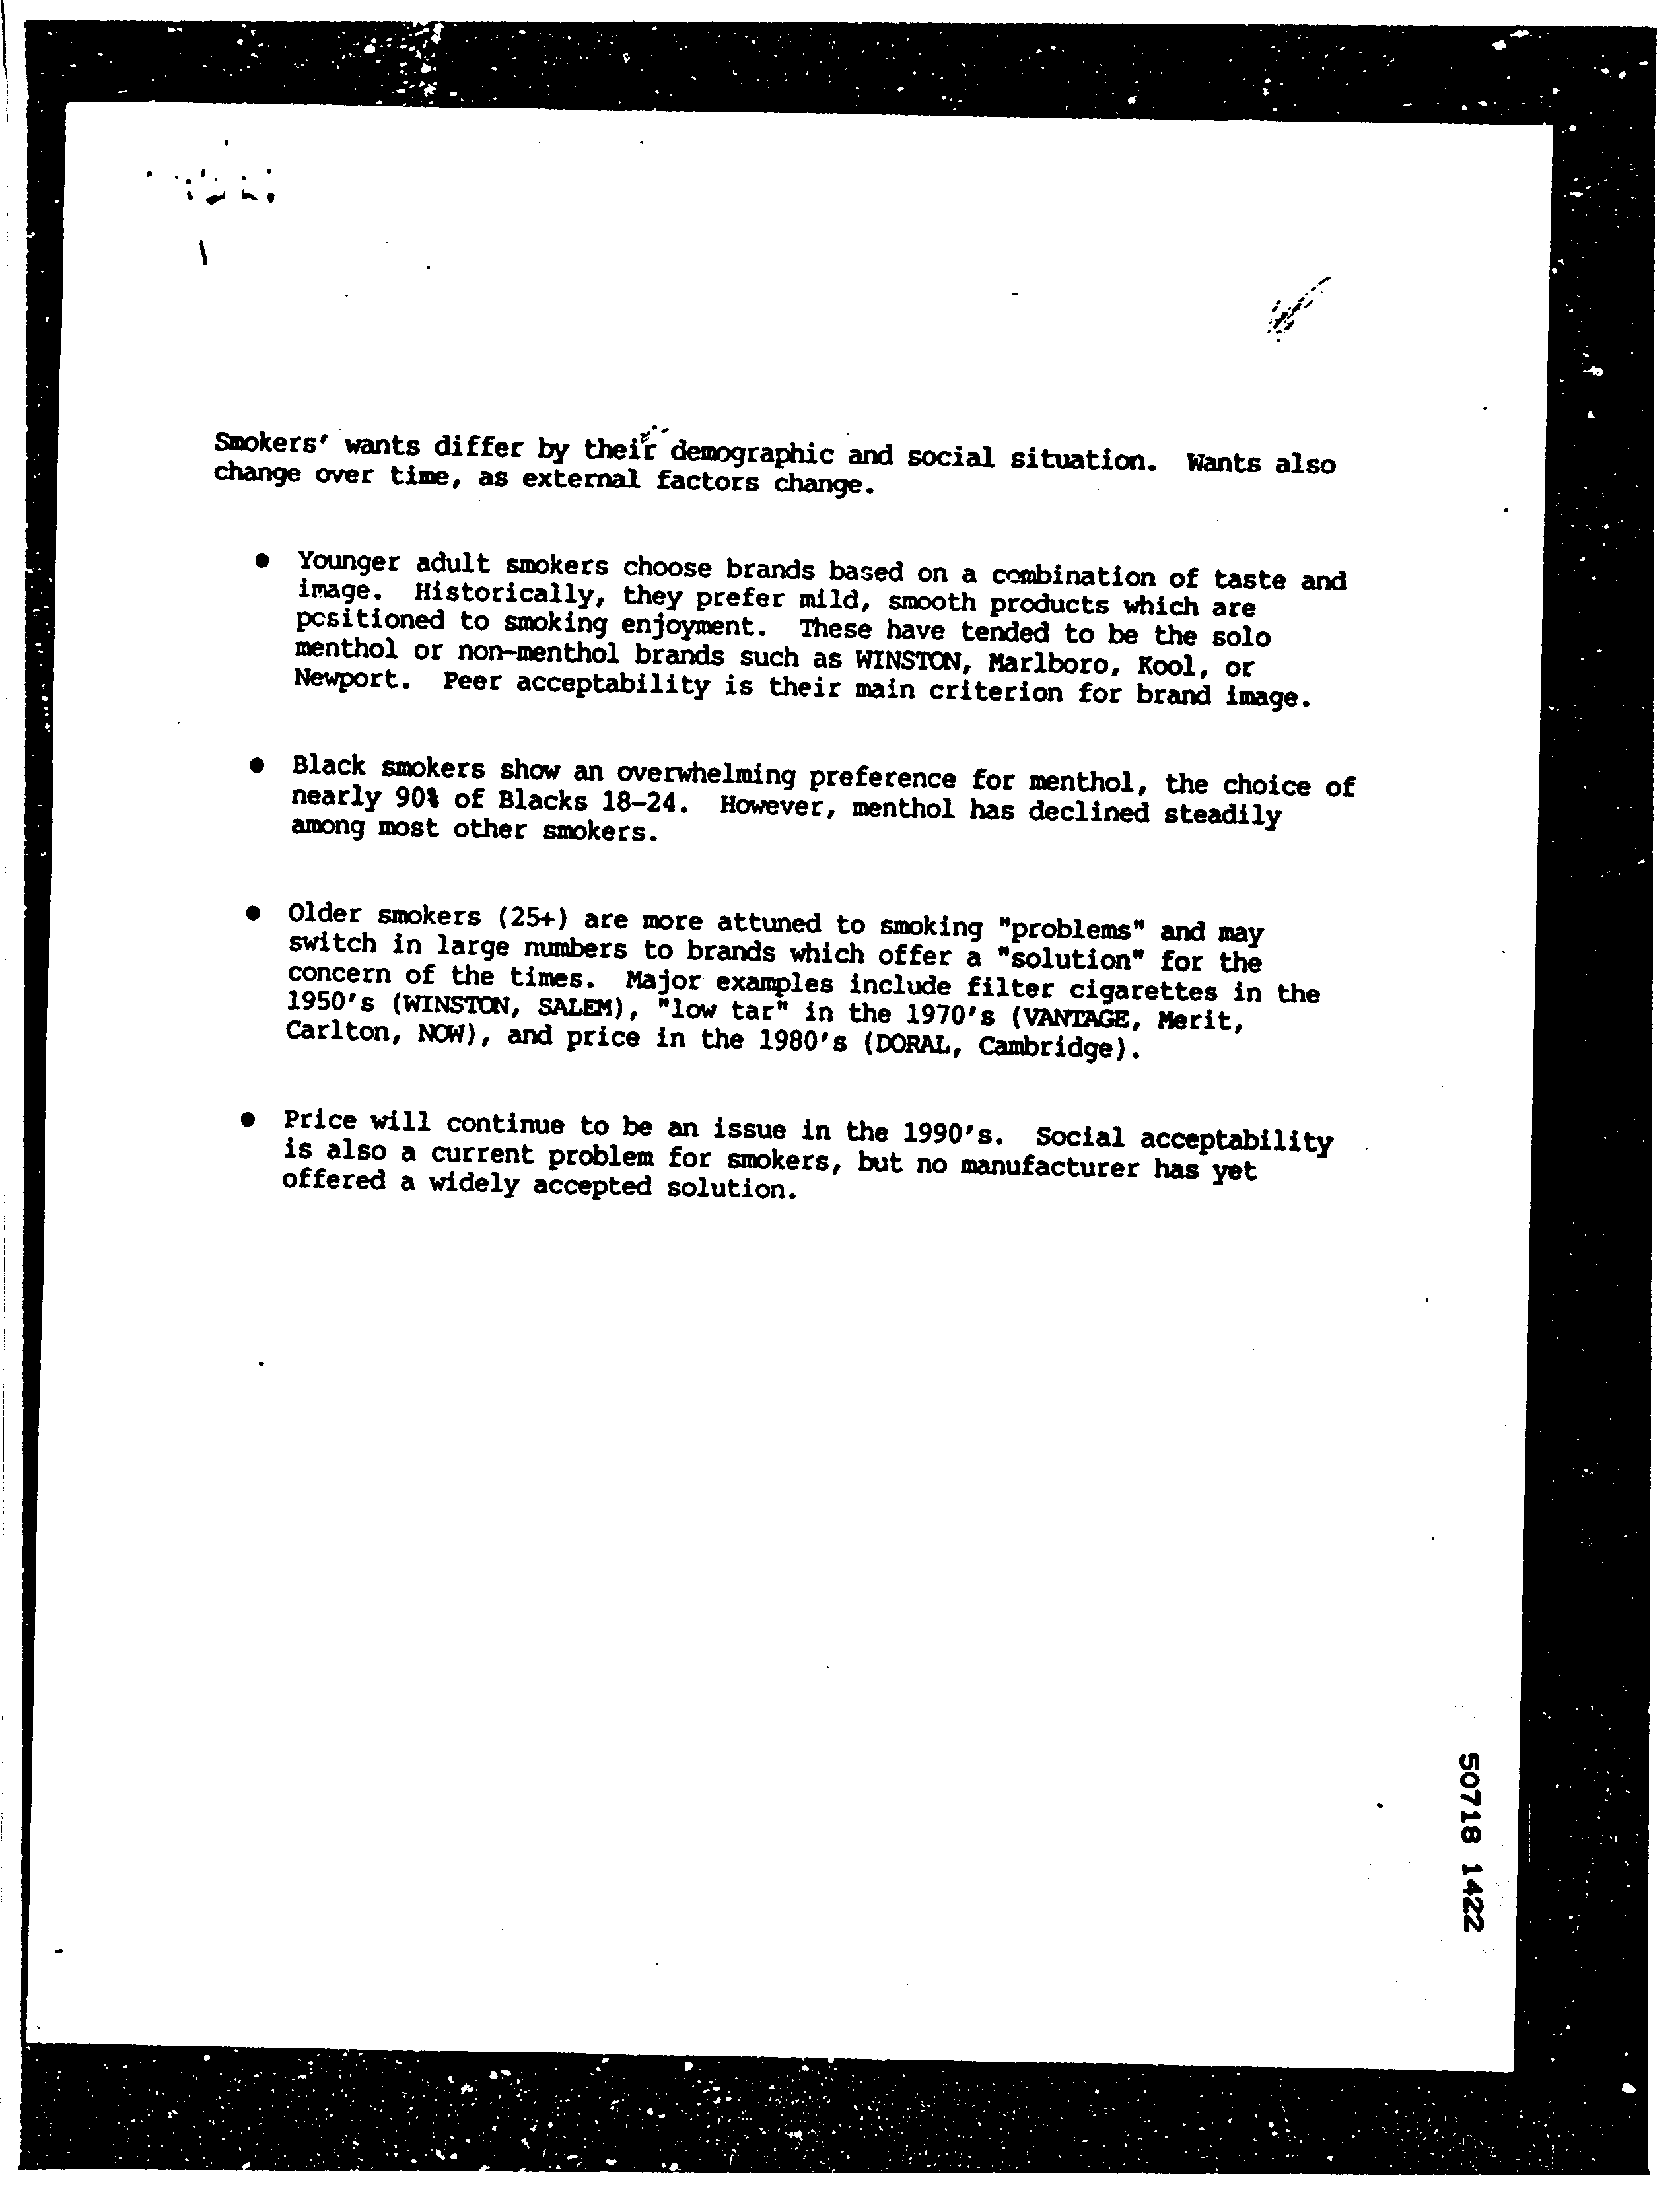 Smokers' wants differ by their demographic and social situation. Wants also
change over time, as external factors change.
● Younger adult smokers choose brands based on a combination of taste and
image. Historically, they prefer mild, smooth products which are
positioned to smoking enjoyment. These have tended to be the solo
menthol or non-menthol brands such as WINSTON, Marlboro, Kool, or
Newport. Peer acceptability is their main criterion for brand image.
● Black smokers show an overwhelming preference for menthol, the choice of
nearly 90% of Blacks 18-24. However, menthol has declined steadily
among most other smokers.
● Older smokers (25+) are more attuned to smoking "problems" and may
switch in large numbers to brands which offer a "solution" for the
concern of the times. Major examples include filter cigarettes in the
1950's (WINSTON, SALEM), "low tar" in the 1970's (VANTAGE, Merit,
Carlton, NOW), and price in the 1980's (DORAL, Cambridge).
● Price will continue to be an issue in the 1990's. Social acceptability
is also a current problem for smokers, but no manufacturer has yet
offered a widely accepted solution.
50718 1422